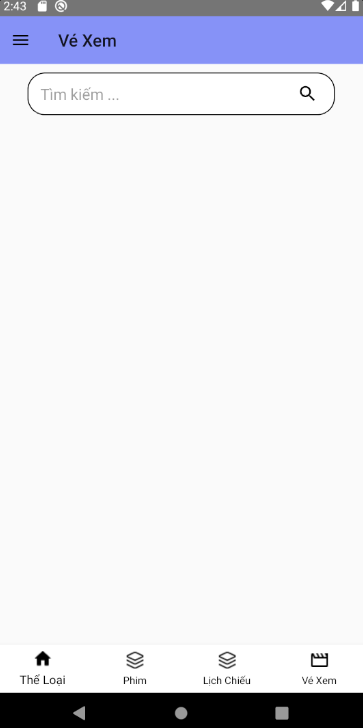 2:43
Vé Xem
Tìm kiếm ...
Thể Loại
Phim
Lịch Chiếu
Vé Xem